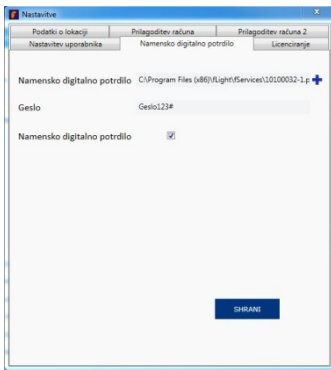 Nastavitve
Podatki o lokaciji
Prilagoditev računa
Prilagoditev računa 2
Nastavitev uporabnika
Namensko digitalno potrdilo
Licenciranje
Namensko digitalno potrdilo C:\Program Files (x86)\fLight\fServices\10100032-1.p
Geslo Geslo123#
Namensko digitalno potrdilo
SHRANI